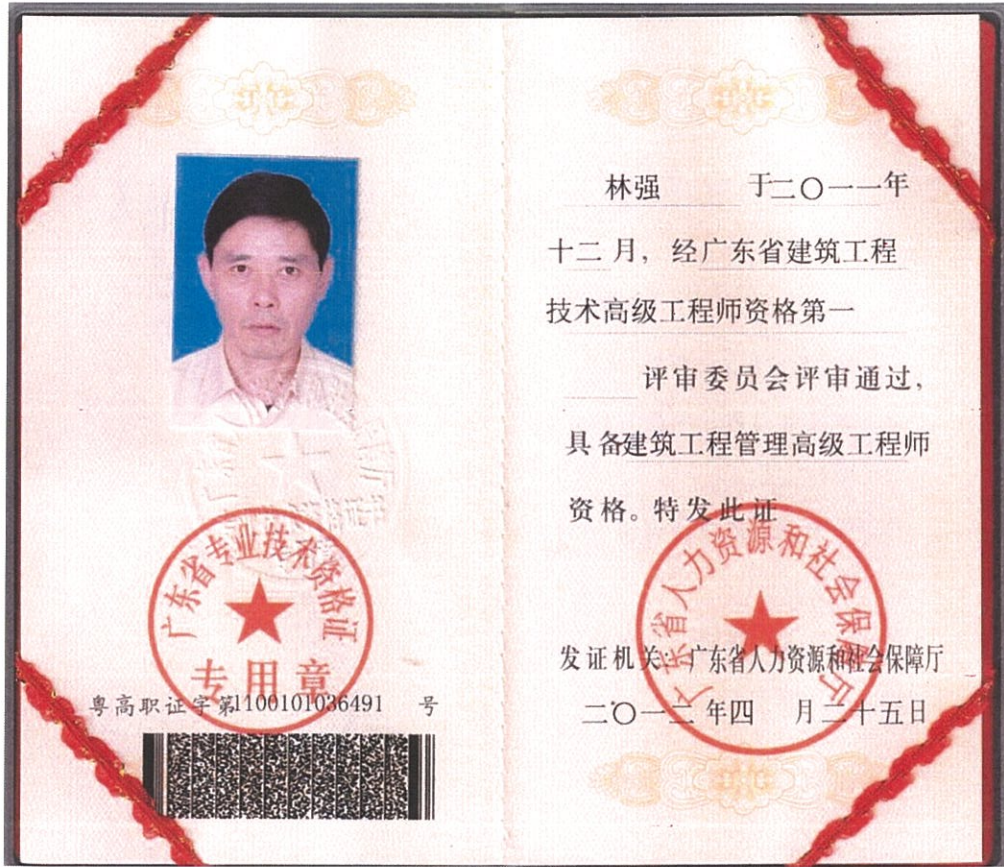 广东省专业技术资格证
专用章
粤高职证字第1100101036491 号
林强 于二〇一一年
十二月，经广东省建筑工程
技术高级工程师资格第一
评审委员会评审通过，
具备建筑工程管理高级工程师
资格。特发此证
广东省人力资源和社会保障厅
发证机关：广东省人力资源和社会保障厅
二〇一二年四 月二十五日